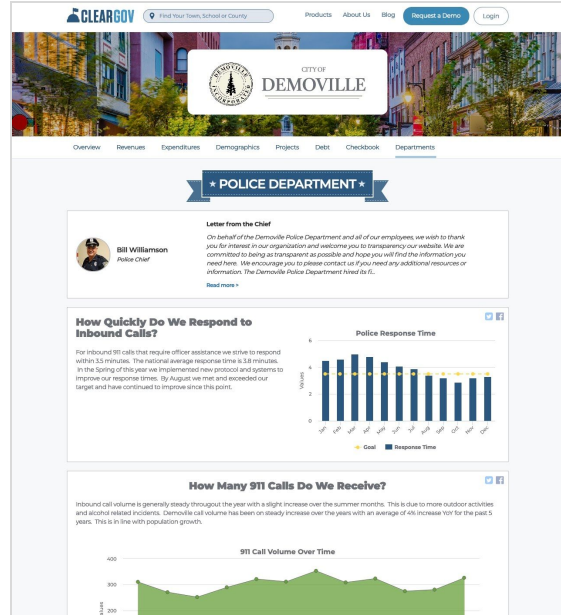 CLEARGOV
Find Your Town, School or County
Products About Us Blog Request a Demo Login
DEMOVILLE
INCORPORATED
CITY OF
DEMOVILLE
Overview Revenues Expenditures Demographics Projects Debt Checkbook Departments
★ POLICE DEPARTMENT ★
Letter from the Chief
Bill Williamson
Police Chief
On behalf of the Demoville Police Department and all of our employees, we wish to thank
you for interest in our organization and welcome you to transparency our website. We are
committed to being as transparent as possible and hope you will find the information you
need here. We encourage you to please contact us if you need any additional resources or
information. The Demoville Police Department hired its fi...
Read more »
How Quickly Do We Respond to
Inbound Calls?
For inbound 911 calls that require officer assistance we strive to respond
within 3.5 minutes. The national average response time is 3.8 minutes.
In the Spring of this year we implemented new protocol and systems to
improve our response times. By August we met and exceeded our
target and have continued to improve since this point.
Police Response Time
6
6
2
0
Values
Jan Feb Mar Apr May Jun Jul Aug Sep Oct Nov Dec
Goal Response Time
How Many 911 Calls Do We Receive?
Inbound call volume is generally steady througout the year with a slight increase over the summer months. This is due to more outdoor activities
and alcohol related incidents. Demoville call volume has been on steady increase over the years with an average of 4% increase YoY for the past 5
years. This is in line with population growth.
911 Call Volume Over Time
400
300
200